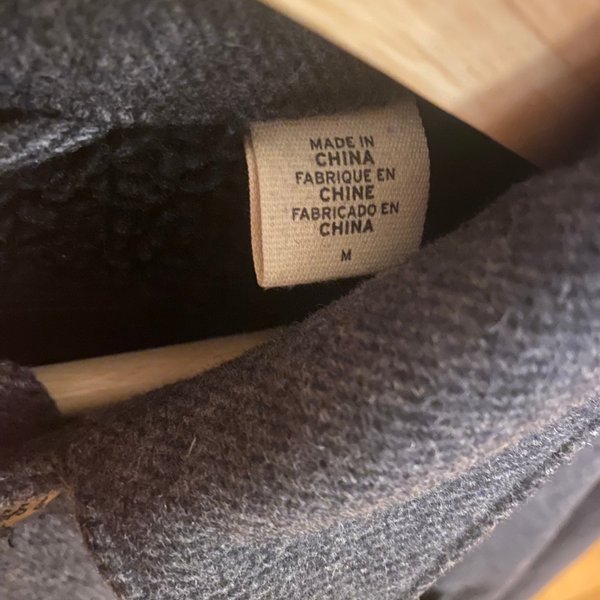 MADE IN
CHINA
FABRIQUE EN
CHINE
FABRICADO EN
CHINA
M